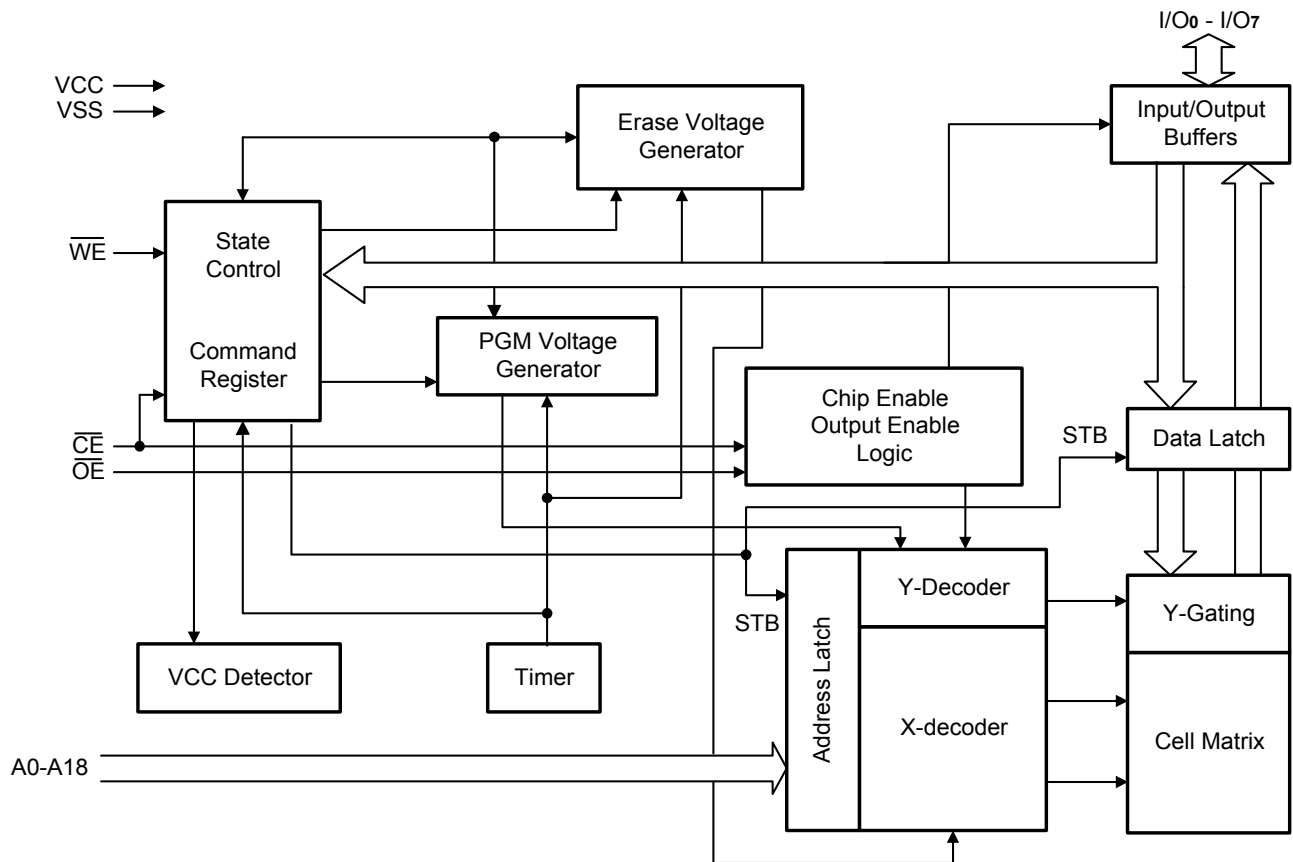 I/O0 - I/O7
VCC
VSS
Erase Voltage
Generator
Input/Output
Buffers
WE
State
Control
PGM Voltage
Generator
Command
Register
Chip Enable
Output Enable
Logic
CE
OE
STB
Data Latch
Y-Decoder
STB
Y-Gating
VCC Detector
Timer
Address Latch
X-decoder
Cell Matrix
A0-A18